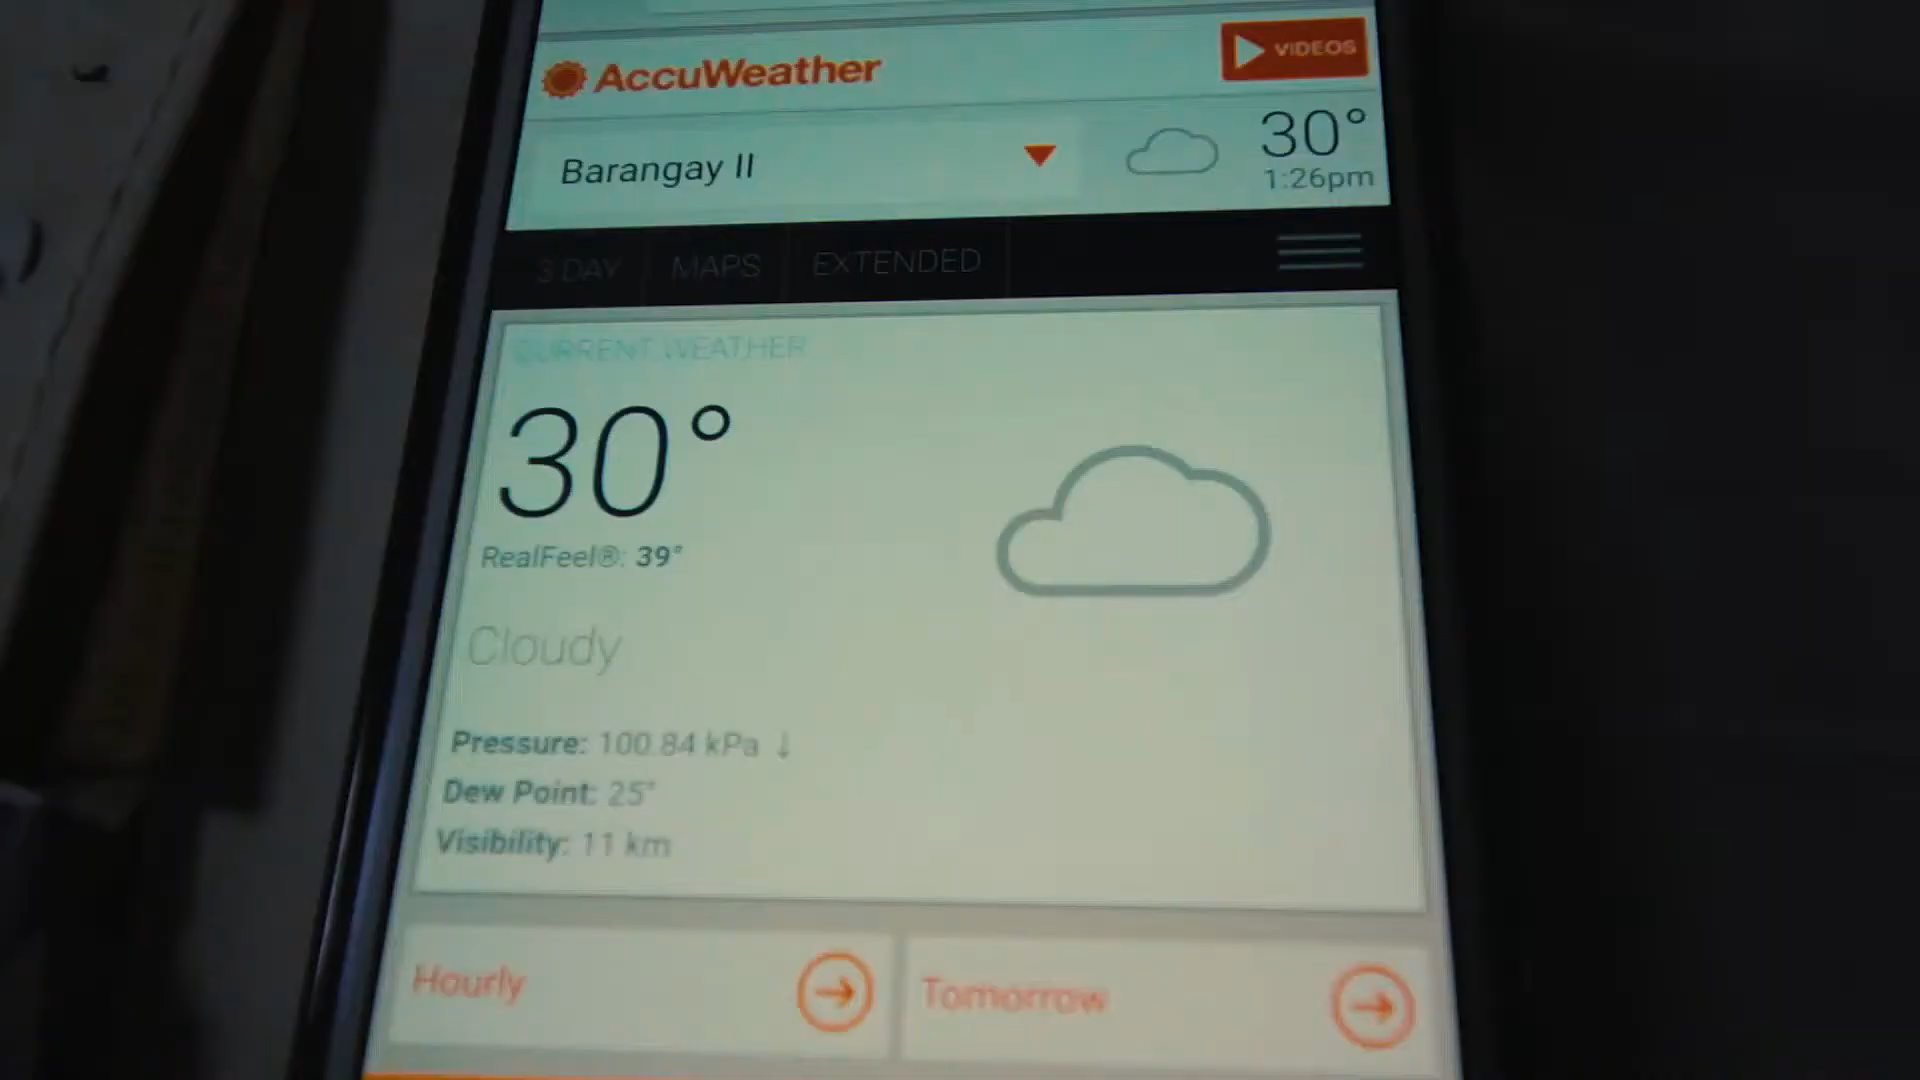 AccuWeather
VIDEOS
Barangay II
30°
1:26pm
3 DAY
MAPS
EXTENDED
CURRENT WEATHER
30°
RealFeel®: 39°
Cloudy
Pressure: 100.84 kPa ↓
Dew Point: 25°
Visibility: 11 km
Hourly
Tomorrow